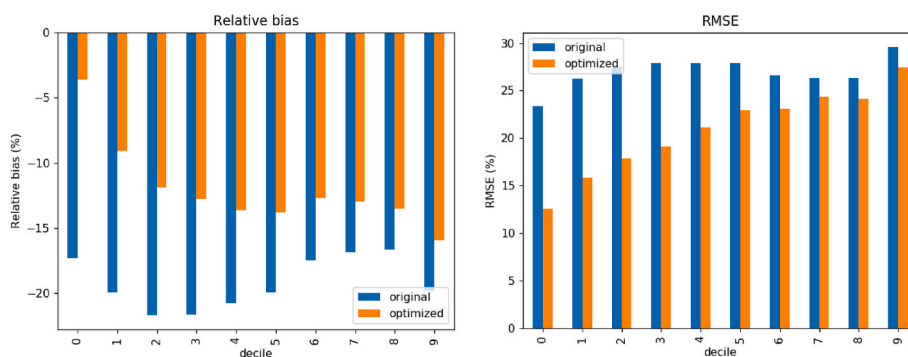 Relative bias
0
−5
−10
−15
−20
Relative bias (%)
original
optimized
0 1 2 3 4 5 6 7 8 9
decile
RMSE
30
25
20
15
10
5
0
RMSE (%)
original
optimized
0 1 2 3 4 5 6 7 8 9
decile